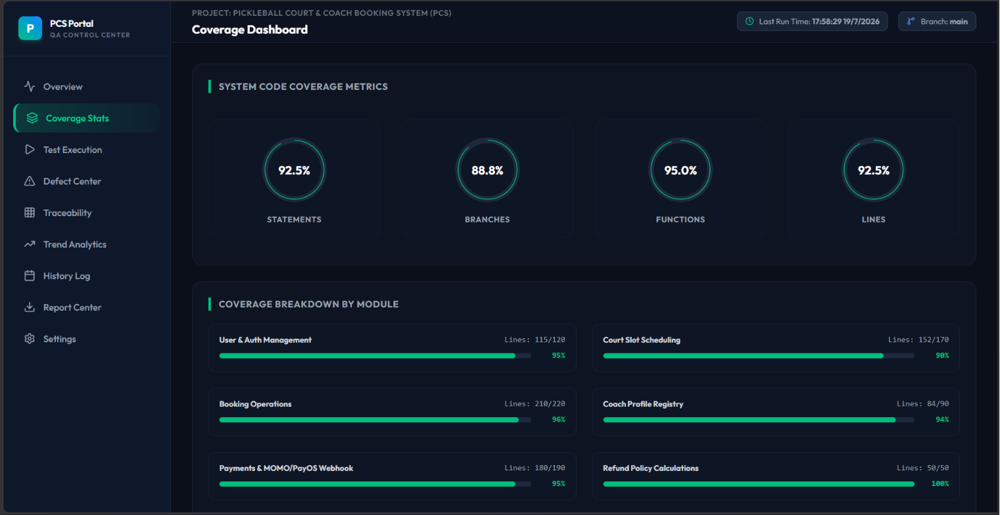 P
PCS Portal
QA CONTROL CENTER
Overview
Coverage Stats
Test Execution
Defect Center
Traceability
Trend Analytics
History Log
Report Center
Settings
PROJECT: PICKLEBALL COURT & COACH BOOKING SYSTEM (PCS)
Coverage Dashboard
Last Run Time: 17:58:29 19/7/2026
Branch: main
SYSTEM CODE COVERAGE METRICS
92.5%
STATEMENTS
88.8%
BRANCHES
95.0%
FUNCTIONS
92.5%
LINES
COVERAGE BREAKDOWN BY MODULE
User & Auth Management
Lines: 115/120
95%
Court Slot Scheduling
Lines: 152/170
90%
Booking Operations
Lines: 210/220
96%
Coach Profile Registry
Lines: 84/90
94%
Payments & MOMO/PayOS Webhook
Lines: 180/190
95%
Refund Policy Calculations
Lines: 50/50
100%